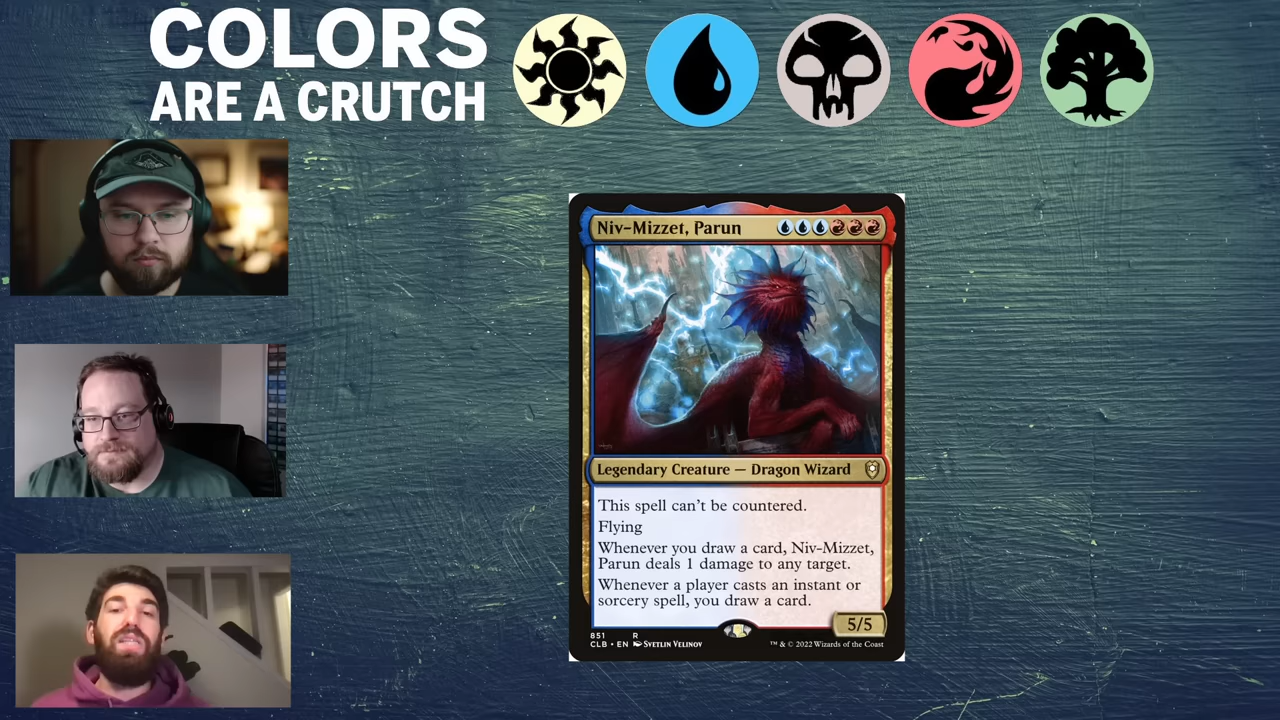 COLORS
ARE A CRUTCH
Niv-Mizzet, Parun
Legendary Creature — Dragon Wizard
This spell can't be countered.
Flying
Whenever you draw a card, Niv-Mizzet,
Parun deals 1 damage to any target.
Whenever a player casts an instant or
sorcery spell, you draw a card.
5/5
851 R
CLB • EN Svetlin Velinov
™ & © 2022 Wizards of the Coast